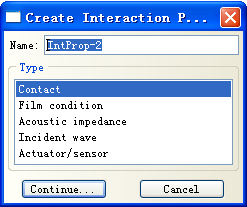 Create Interaction P...
Name: IntProp-2
Type
Contact
Film condition
Acoustic impedance
Incident wave
Actuator/sensor
Continue... Cancel